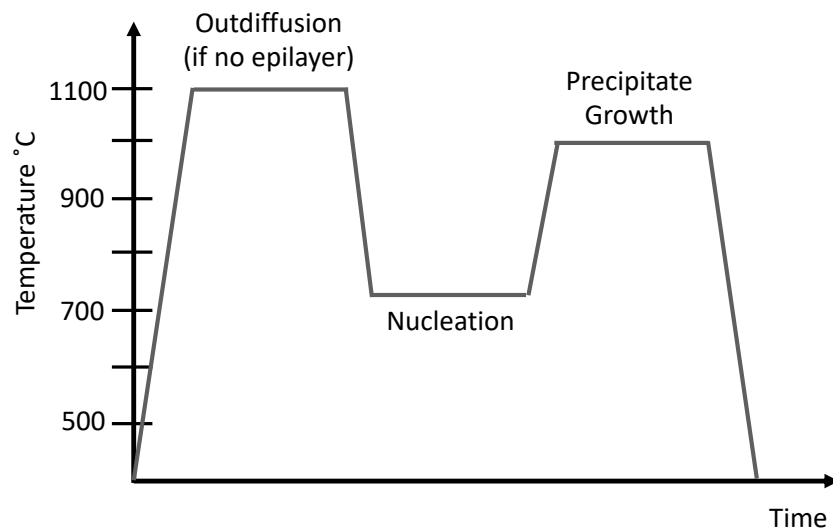 Outdiffusion
(if no epilayer)
Precipitate
Growth
1100
900
700
500
Temperature ˚C
Nucleation
Time